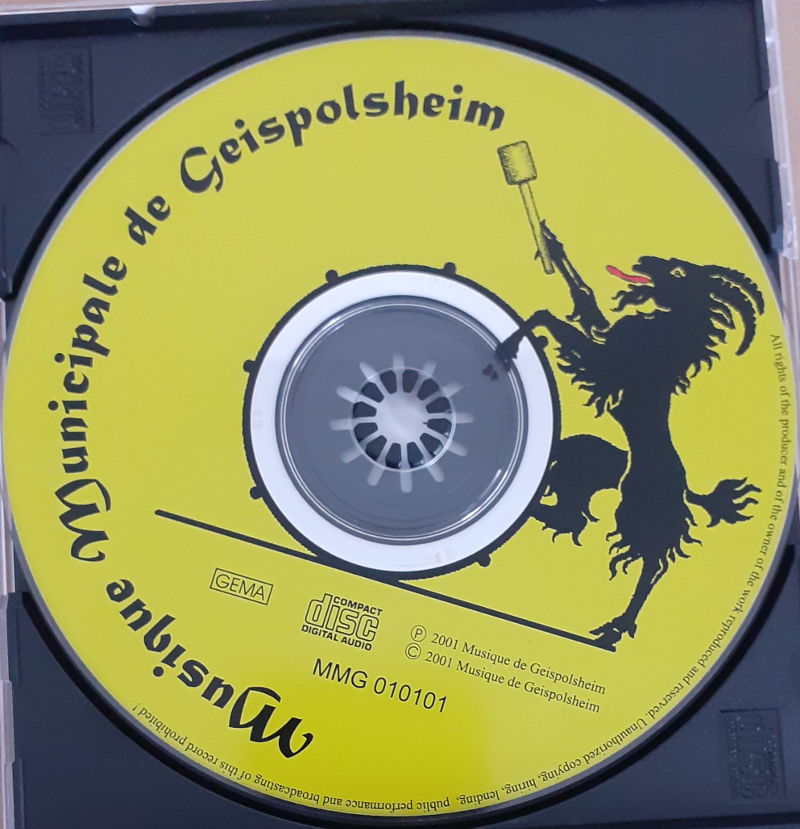 Musique Municipale de Geispolsheim
GEMA
COMPACT
disc
DIGITAL AUDIO
℗ 2001 Musique de Geispolsheim
© 2001 Musique de Geispolsheim
MMG 010101
All rights of the producer and of the owner of the work reproduced and reserved. Unauthorized copying, hiring, lending, public performance and broadcasting of this record prohibited!